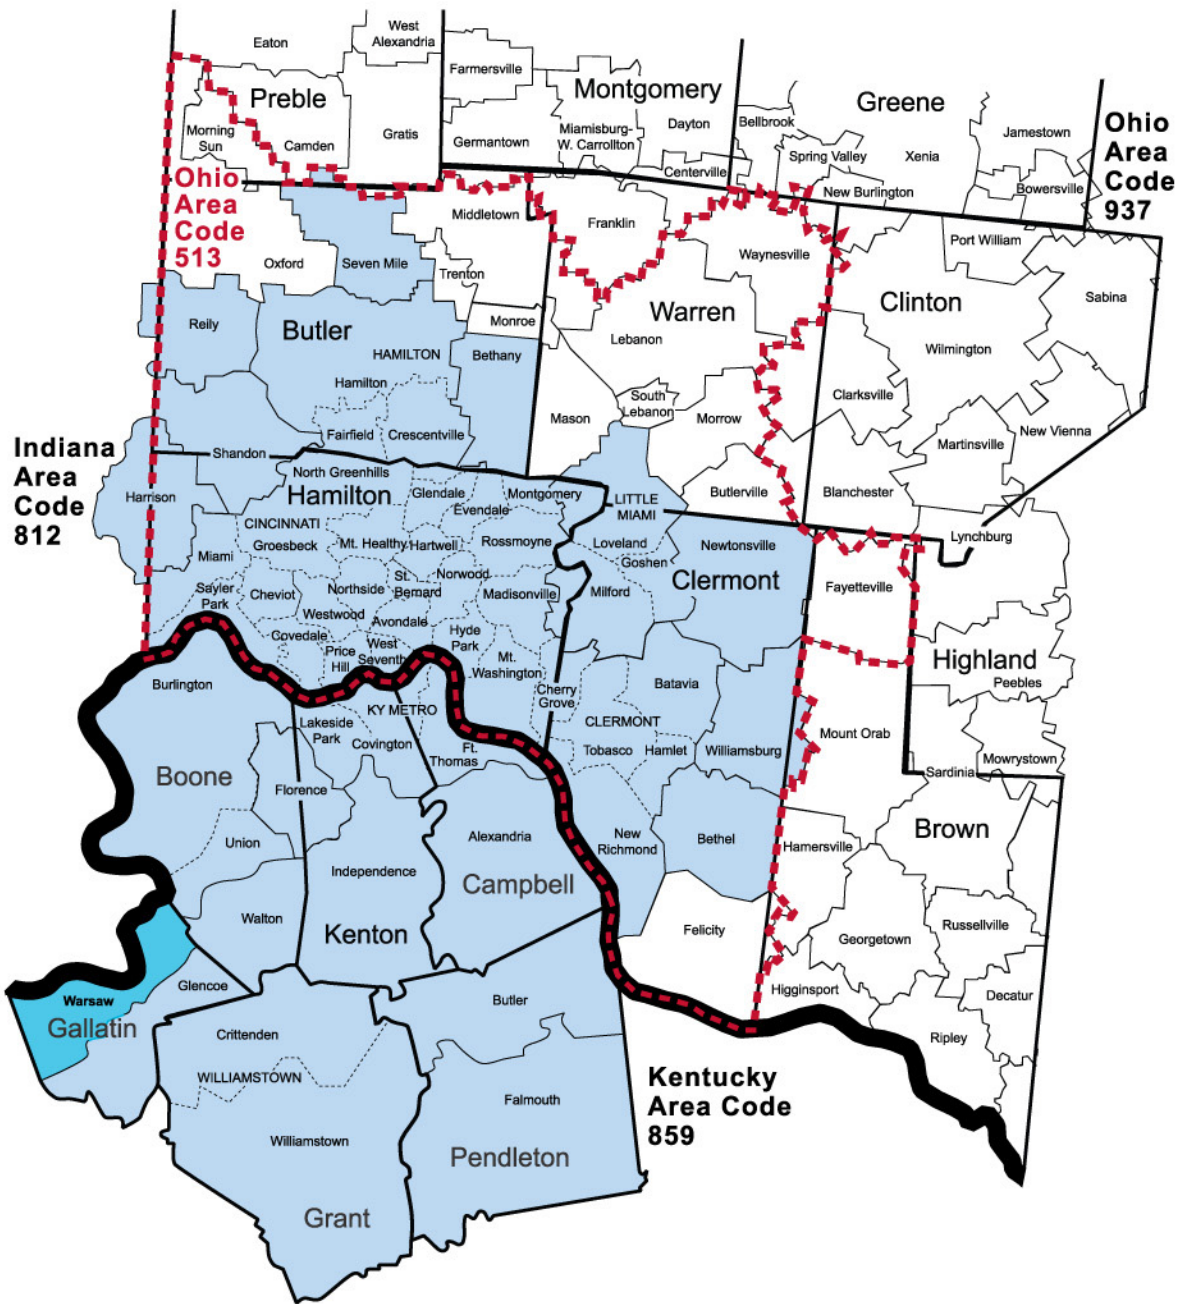 Eaton
West
Alexandria
Farmersville
Montgomery
Greene
Preble
Morning
Sun
Camden
Gratis
Germantown
Miamisburg-
W. Carrollton
Dayton
Centerville
Bellbrook
Spring Valley
Xenia
Jamestown
New Burlington
Bowersville
Ohio
Area
Code
937
Ohio
Area
Code
513
Oxford
Seven Mile
Middletown
Trenton
Franklin
Waynesville
Port William
Sabina
Reily
Butler
Monroe
Warren
Clinton
HAMILTON
Bethany
Lebanon
Wilmington
Hamilton
Fairfield
Crescentville
Mason
South
Lebanon
Morrow
Clarksville
Martinsville
New Vienna
Indiana
Area
Code
812
Shandon
Harrison
North Greenhills
Hamilton
Glendale
Montgomery
Evendale
LITTLE
MIAMI
Butlerville
Blanchester
Lynchburg
CINCINNATI
Groesbeck
Mt. Healthy
Hartwell
Rossmoyne
Loveland
Goshen
Newtonsville
Miami
Clermont
Fayetteville
Sayler
Park
Cheviot
Northside
St.
Bernard
Norwood
Madisonville
Milford
Westwood
Avondale
Covedale
Price
Hill
West
Seventh
Hyde
Park
Mt.
Washington
Highland
Peebles
Burlington
Cherry
Grove
Batavia
Lakeside
Park
KY METRO
Covington
Ft.
Thomas
CLERMONT
Tobasco
Hamlet
Williamsburg
Mount Orab
Mowrystown
Sardinia
Boone
Florence
Union
Alexandria
New
Richmond
Bethel
Hamersville
Brown
Independence
Campbell
Walton
Kenton
Felicity
Georgetown
Russellville
Warsaw
Gallatin
Glencoe
Butler
Higginsport
Decatur
Crittenden
Ripley
WILLIAMSTOWN
Falmouth
Kentucky
Area Code
859
Williamstown
Pendleton
Grant